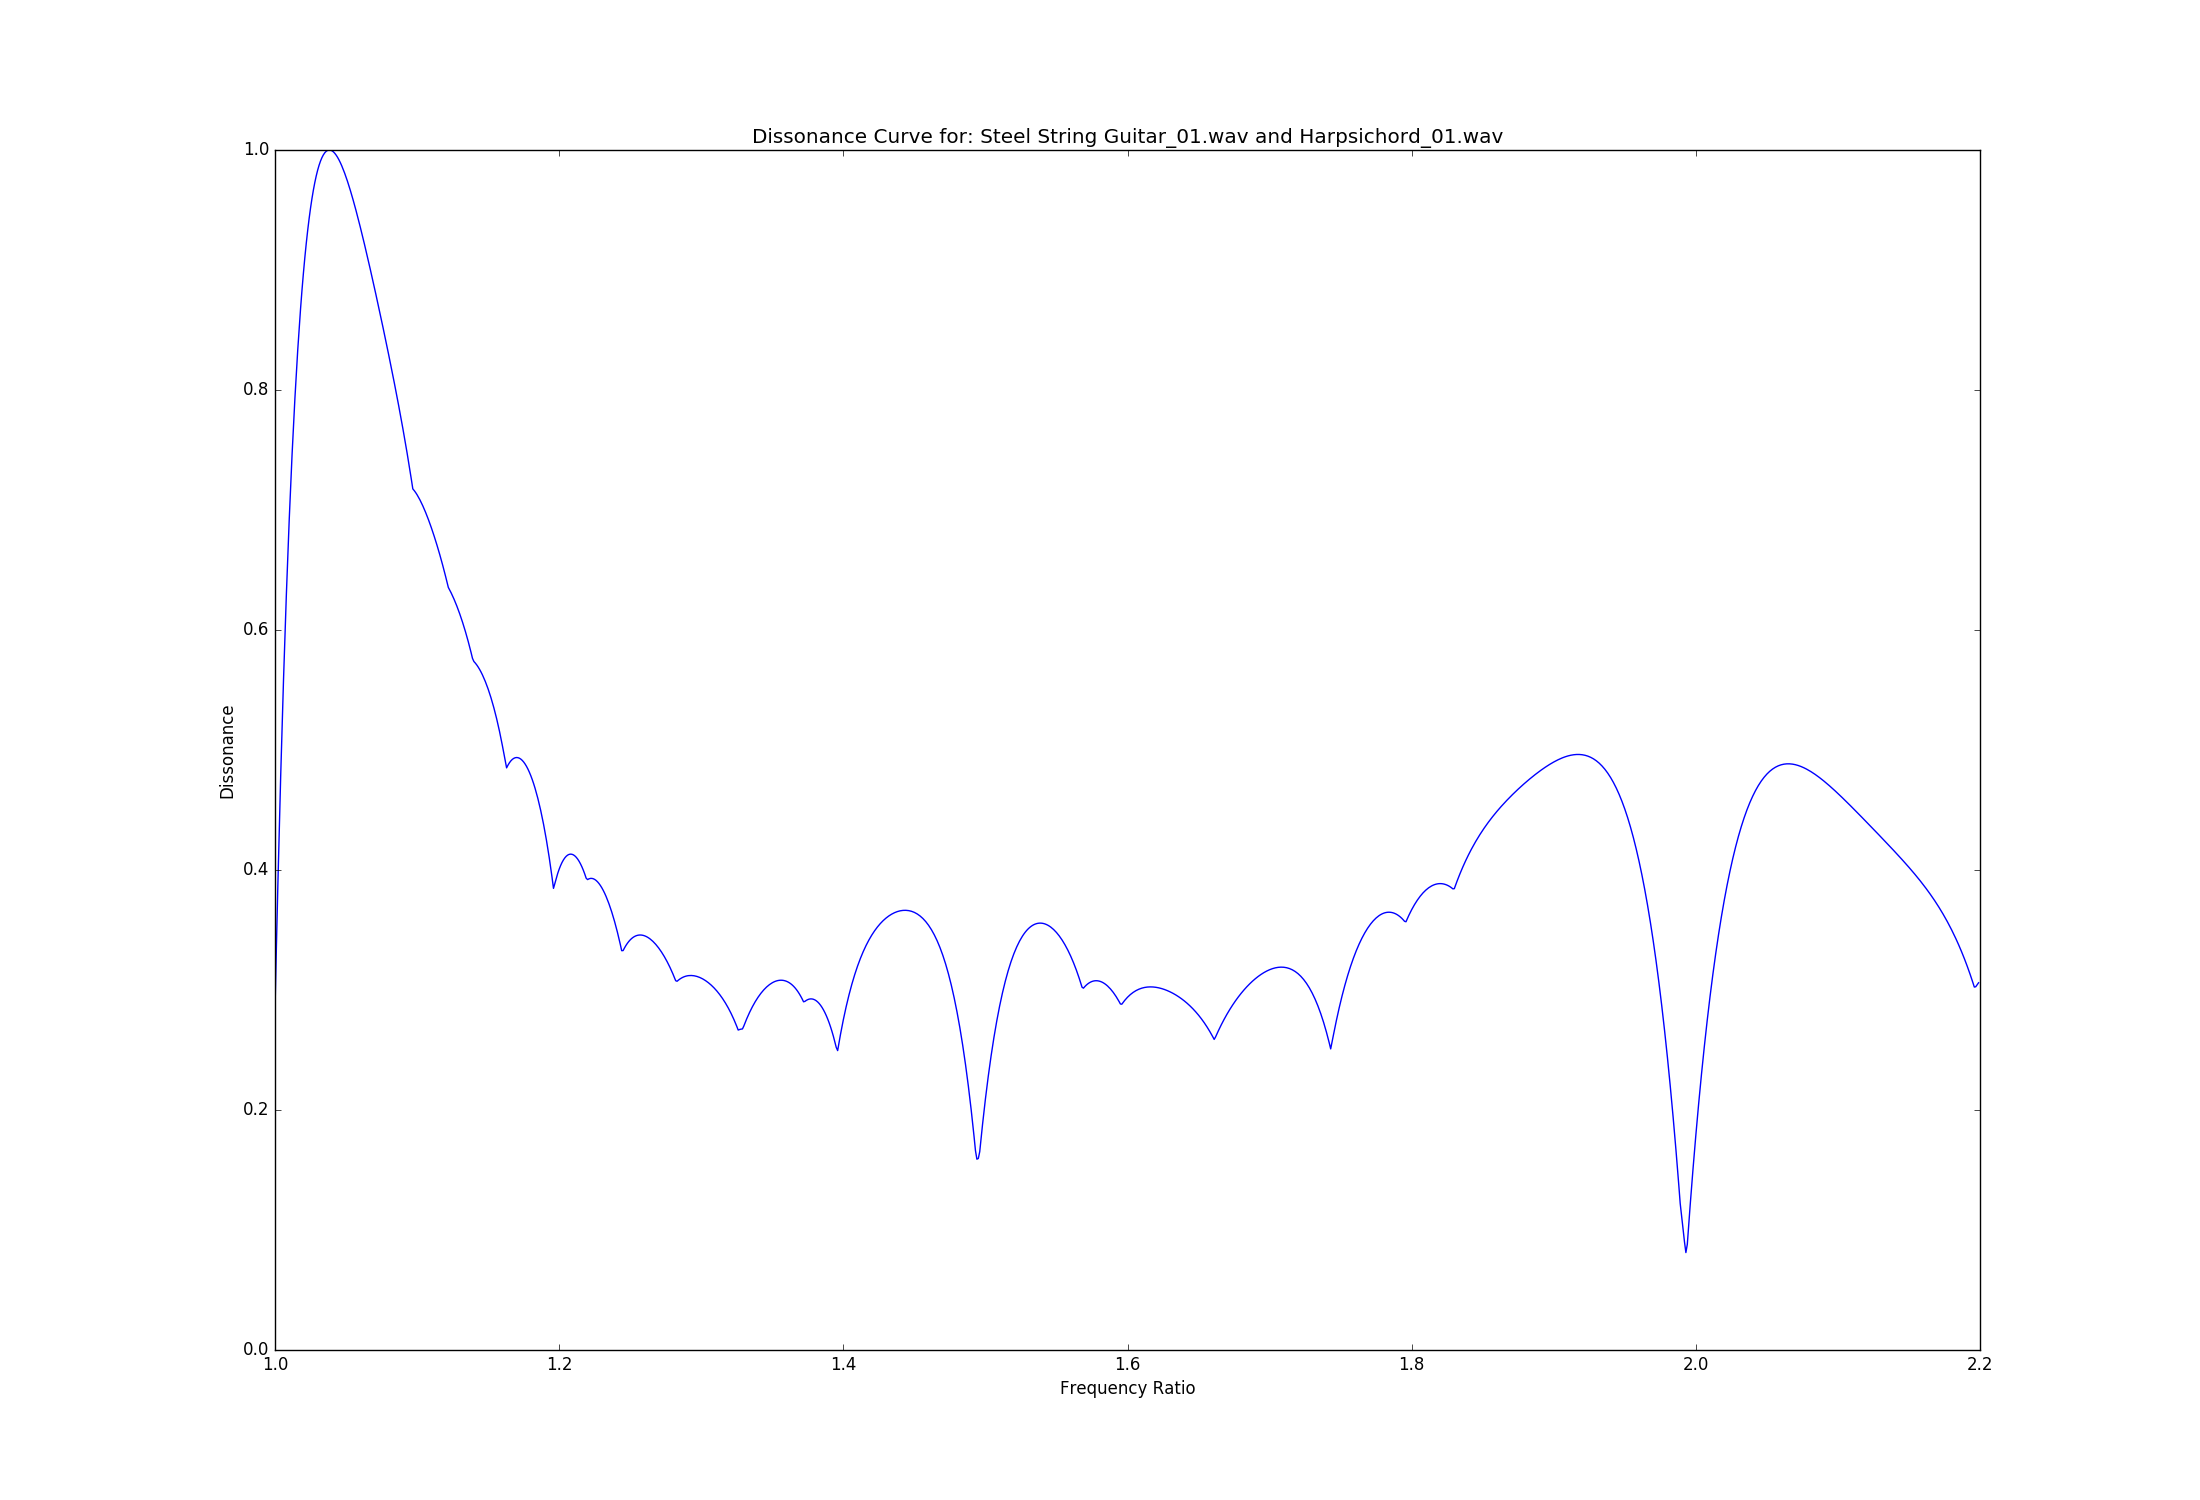 Dissonance Curve for: Steel String Guitar_01.wav and Harpsichord_01.wav
1.0
0.8
0.6
0.4
0.2
0.0
Dissonance
1.0 1.2 1.4 1.6 1.8 2.0 2.2
Frequency Ratio